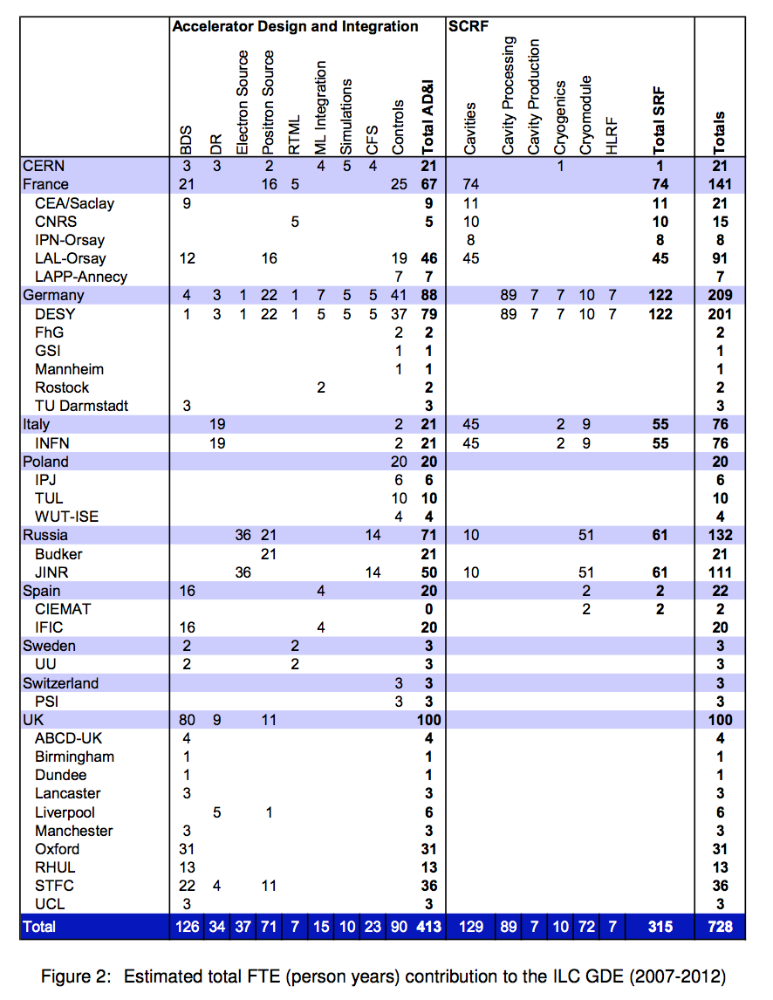 Accelerator Design and Integration SCRF
BDS DR Electron Source Positron Source RTML ML Integration Simulations CFS Controls Total AD&I Cavities Cavity Processing Cavity Production Cryogenics Cryomodule HLRF Total SRF Totals
CERN 3 3 2 4 5 4 21 1 1 21
France 21 16 5 25 67 74 74 141
CEA/Saclay 9 9 11 11 21
CNRS 5 5 10 10 15
IPN-Orsay 8 8 8
LAL-Orsay 12 16 19 46 45 45 91
LAPP-Annecy 7 7 7
Germany 4 3 1 22 1 7 5 5 41 88 89 7 7 10 7 122 209
DESY 1 3 1 22 1 5 5 5 37 79 89 7 7 10 7 122 201
FhG 2 2 2
GSI 1 1 1
Mannheim 1 1 1
Rostock 2 2 2
TU Darmstadt 3 3 3
Italy 19 2 21 45 2 9 55 76
INFN 19 2 21 45 2 9 55 76
Poland 20 20 20
IPJ 6 6 6
TUL 10 10 10
WUT-ISE 4 4 4
Russia 36 21 14 71 10 51 61 132
Budker 21 21 21
JINR 36 14 50 10 51 61 111
Spain 16 4 20 2 2 22
CIEMAT 0 2 2 2
IFIC 16 4 20 20
Sweden 2 2 3 3
UU 2 2 3 3
Switzerland 3 3 3
PSI 3 3 3
UK 80 9 11 100 100
ABCD-UK 4 4 4
Birmingham 1 1 1
Dundee 1 1 1
Lancaster 3 3 3
Liverpool 5 1 6 6
Manchester 3 3 3
Oxford 31 31 31
RHUL 13 13 13
STFC 22 4 11 36 36
UCL 3 3 3
Total 126 34 37 71 7 15 10 23 90 413 129 89 7 10 72 7 315 728
Figure 2: Estimated total FTE (person years) contribution to the ILC GDE (2007-2012)